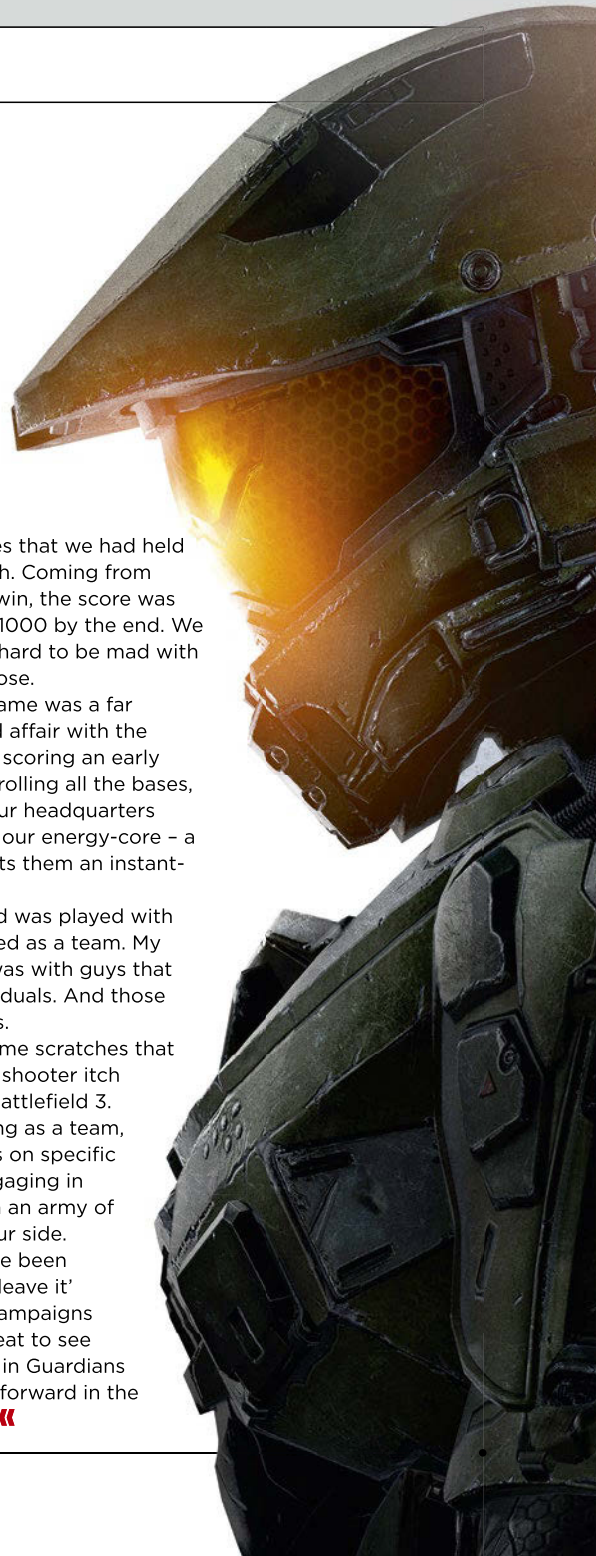 es that we had held
h. Coming from
win, the score was
1000 by the end. We
hard to be mad with
ose.
ame was a far
l affair with the
scoring an early
rolling all the bases,
ur headquarters
our energy-core – a
ts them an instant-
d was played with
ed as a team. My
was with guys that
duals. And those
s.
me scratches that
shooter itch
attlefield 3.
ng as a team,
s on specific
gaging in
n an army of
ur side.
e been
leave it’
ampaigns
eat to see
in Guardians
forward in the
«